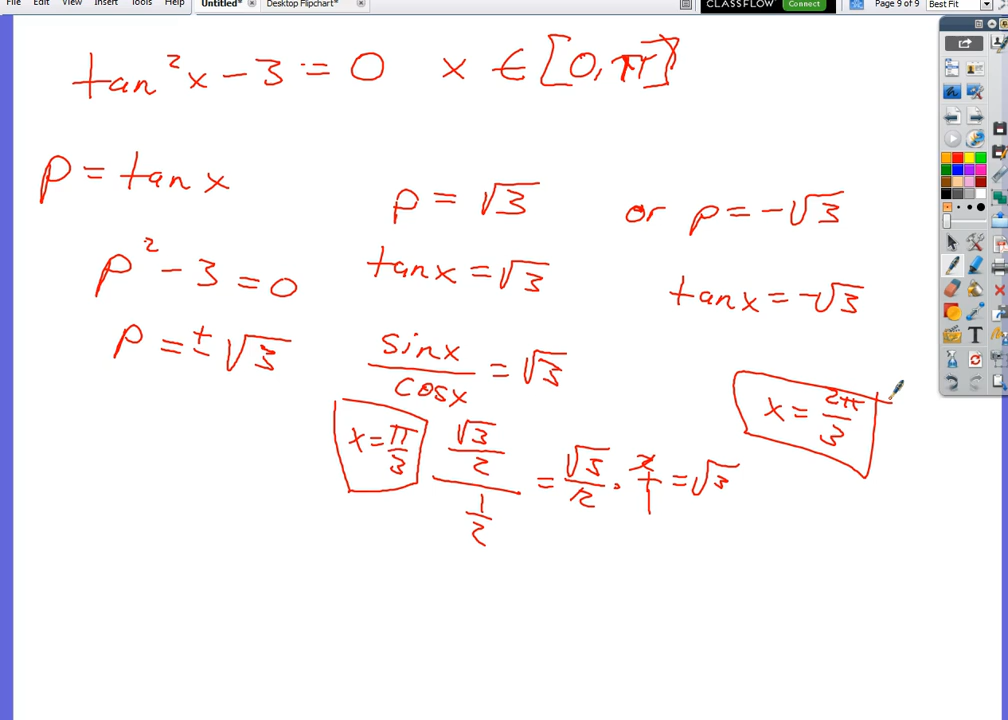 File Edit View Insert Tools Help
Untitled* Desktop Flipchart*
CLASSFLOW Connect
Page 9 of 9 Best Fit
tan²x − 3 = 0 x ∈ [0, π]
p = tan x
p² − 3 = 0
p = ± √3
p = √3
tan x = √3
sin x / cos x = √3
x = π/3
(√3/2) / (1/2) = √3/2 · 2/1 = √3
or p = −√3
tan x = −√3
x = 2π/3
T